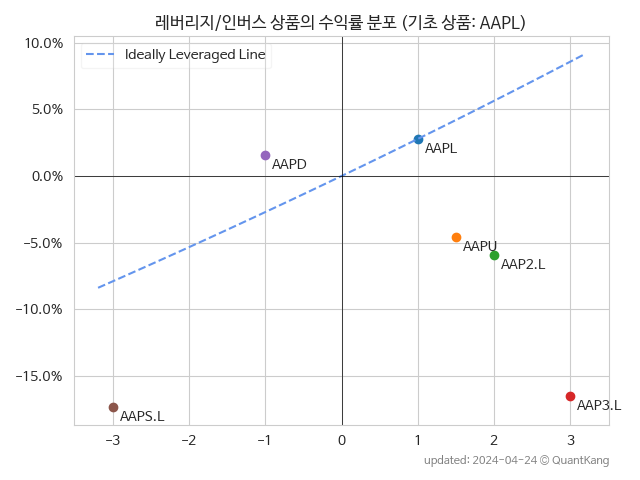 레버리지/인버스 상품의 수익률 분포 (기초 상품: AAPL)
10.0%
Ideally Leveraged Line
5.0%
AAPL
AAPD
0.0%
AAPU
−5.0%
AAP2.L
−10.0%
−15.0%
AAP3.L
AAPS.L
−3 −2 −1 0 1 2 3
updated: 2024-04-24 © QuantKang